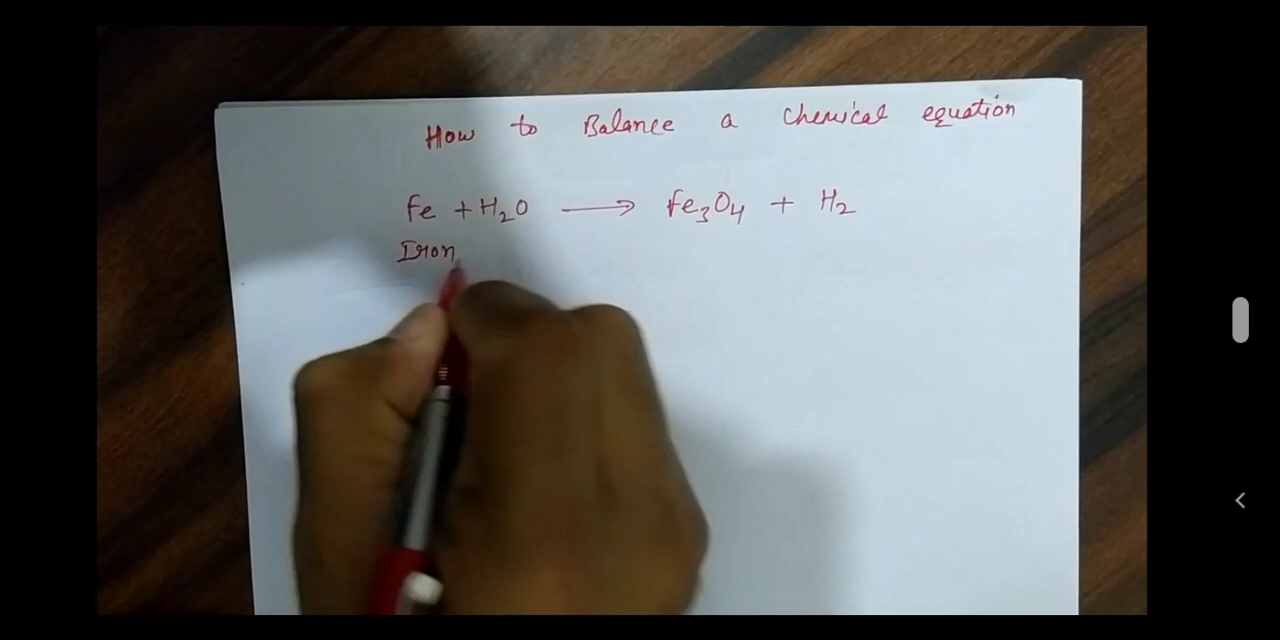 How to Balance a chemical equation
Fe + H₂O ⟶ Fe₃O₄ + H₂
Iron